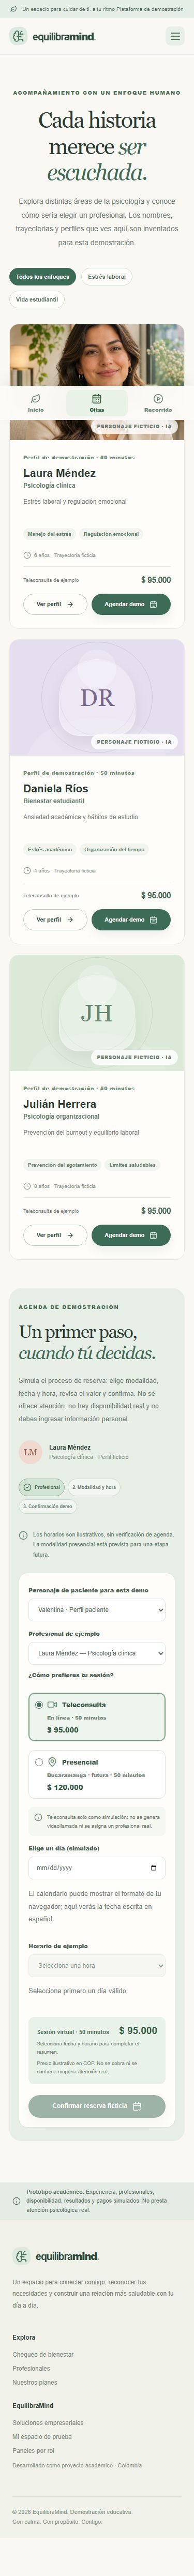 Un espacio para cuidar de ti, a tu ritmo Plataforma de demostración
equilibramind.
ACOMPAÑAMIENTO CON UN ENFOQUE HUMANO
Cada historia
merece ser
escuchada.
Explora distintas áreas de la psicología y conoce
cómo sería elegir un profesional. Los nombres,
trayectorias y perfiles que ves aquí son inventados
para esta demostración.
Todos los enfoques
Estrés laboral
Vida estudiantil
Inicio
Citas
Recorrido
PERSONAJE FICTICIO · IA
Perfil de demostración · 50 minutos
Laura Méndez
Psicología clínica
Estrés laboral y regulación emocional
Manejo del estrés
Regulación emocional
6 años · Trayectoria ficticia
Teleconsulta de ejemplo
$ 95.000
Ver perfil
Agendar demo
DR
PERSONAJE FICTICIO · IA
Perfil de demostración · 50 minutos
Daniela Ríos
Bienestar estudiantil
Ansiedad académica y hábitos de estudio
Estrés académico
Organización del tiempo
4 años · Trayectoria ficticia
Teleconsulta de ejemplo
$ 95.000
Ver perfil
Agendar demo
JH
PERSONAJE FICTICIO · IA
Perfil de demostración · 50 minutos
Julián Herrera
Psicología organizacional
Prevención del burnout y equilibrio laboral
Prevención del agotamiento
Límites saludables
8 años · Trayectoria ficticia
Teleconsulta de ejemplo
$ 95.000
Ver perfil
Agendar demo
AGENDA DE DEMOSTRACIÓN
Un primer paso,
cuando tú decidas.
Simula el proceso de reserva: elige modalidad,
fecha y hora, revisa el valor y confirma. No se
ofrece atención, no hay disponibilidad real y no
debes ingresar información personal.
LM
Laura Méndez
Psicología clínica · Perfil ficticio
Profesional
2. Modalidad y hora
3. Confirmación demo
Los horarios son ilustrativos, sin verificación de agenda.
La modalidad presencial está prevista para una etapa
futura.
Personaje de paciente para esta demo
Valentina · Perfil paciente
Profesional de ejemplo
Laura Méndez — Psicología clínica
¿Cómo prefieres tu sesión?
Teleconsulta
En línea · 50 minutos
$ 95.000
Presencial
Bucaramanga · futura · 50 minutos
$ 120.000
Teleconsulta solo como simulación; no se genera
videollamada ni se asigna un profesional real.
Elige un día (simulado)
mm/dd/yyyy
El calendario puede mostrar el formato de tu
navegador; aquí verás la fecha escrita en
español.
Horario de ejemplo
Selecciona una hora
Selecciona primero un día válido.
Sesión virtual · 50 minutos
$ 95.000
Selecciona fecha y horario para completar el
resumen.
Precio ilustrativo en COP. No se cobra ni se
confirma ninguna atención real.
Confirmar reserva ficticia
Prototipo académico. Experiencia, profesionales,
disponibilidad, resultados y pagos simulados. No presta
atención psicológica real.
equilibramind.
Un espacio para conectar contigo, reconocer tus
necesidades y construir una relación más saludable con tu
día a día.
Explora
Chequeo de bienestar
Profesionales
Nuestros planes
EquilibraMind
Soluciones empresariales
Mi espacio de prueba
Paneles por rol
Desarrollado como proyecto académico · Colombia
© 2026 EquilibraMind. Demostración educativa.
Con calma. Con propósito. Contigo.